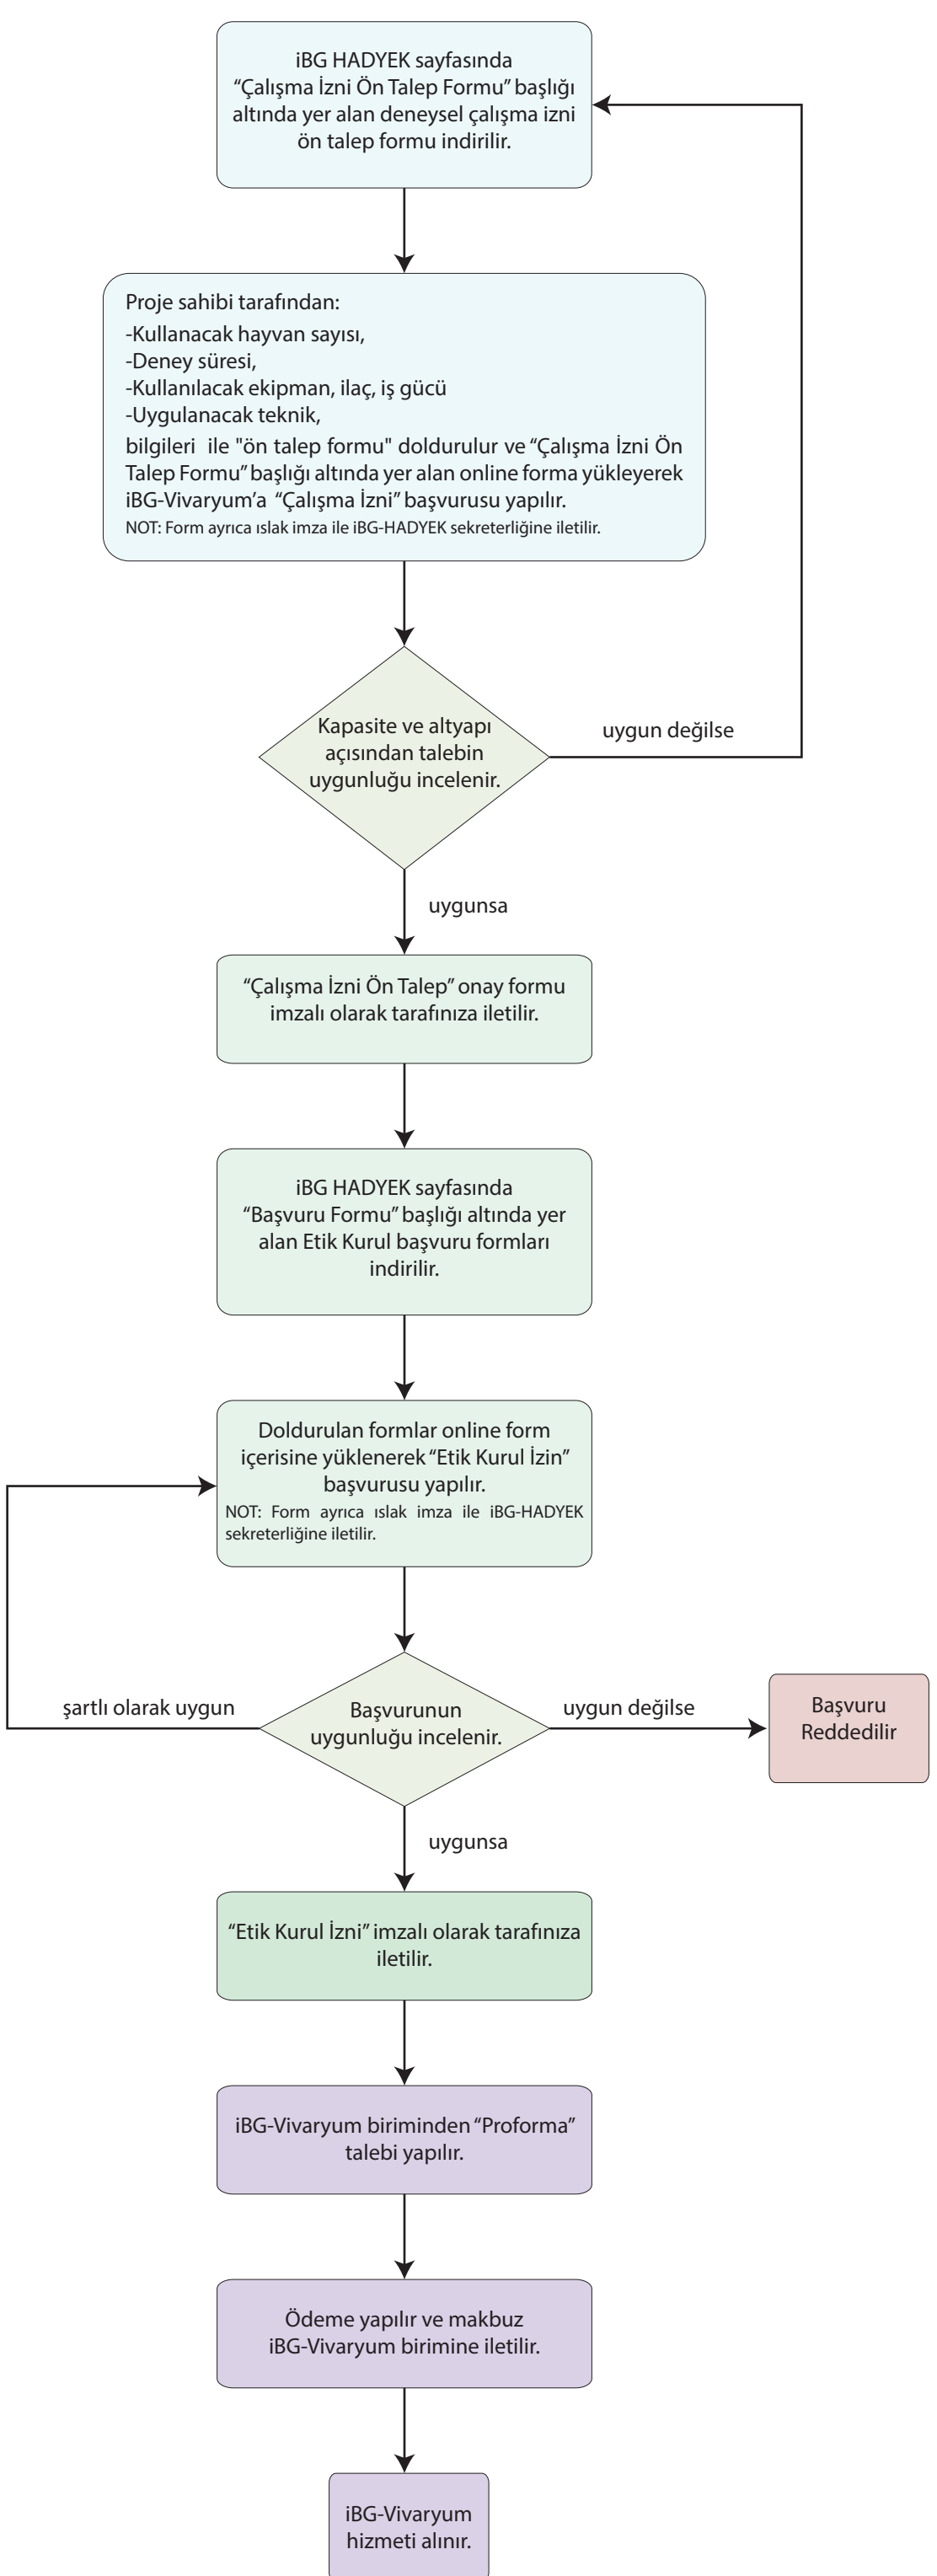 iBG HADYEK sayfasında
“Çalışma İzni Ön Talep Formu” başlığı
altında yer alan deneysel çalışma izni
ön talep formu indirilir.
Proje sahibi tarafından:
-Kullanacak hayvan sayısı,
-Deney süresi,
-Kullanılacak ekipman, ilaç, iş gücü
-Uygulanacak teknik,
bilgileri ile "ön talep formu" doldurulur ve “Çalışma İzni Ön
Talep Formu” başlığı altında yer alan online forma yükleyerek
iBG-Vivaryum’a “Çalışma İzni” başvurusu yapılır.
NOT: Form ayrıca ıslak imza ile iBG-HADYEK sekreterliğine iletilir.
Kapasite ve altyapı
açısından talebin
uygunluğu incelenir.
uygun değilse
uygunsa
“Çalışma İzni Ön Talep” onay formu
imzalı olarak tarafınıza iletilir.
iBG HADYEK sayfasında
“Başvuru Formu” başlığı altında yer
alan Etik Kurul başvuru formları
indirilir.
Doldurulan formlar online form
içerisine yüklenerek “Etik Kurul İzin”
başvurusu yapılır.
NOT: Form ayrıca ıslak imza ile iBG-HADYEK
sekreterliğine iletilir.
şartlı olarak uygun
Başvurunun
uygunluğu incelenir.
uygun değilse
Başvuru
Reddedilir
uygunsa
“Etik Kurul İzni” imzalı olarak tarafınıza
iletilir.
iBG-Vivaryum biriminden “Proforma”
talebi yapılır.
Ödeme yapılır ve makbuz
iBG-Vivaryum birimine iletilir.
iBG-Vivaryum
hizmeti alınır.